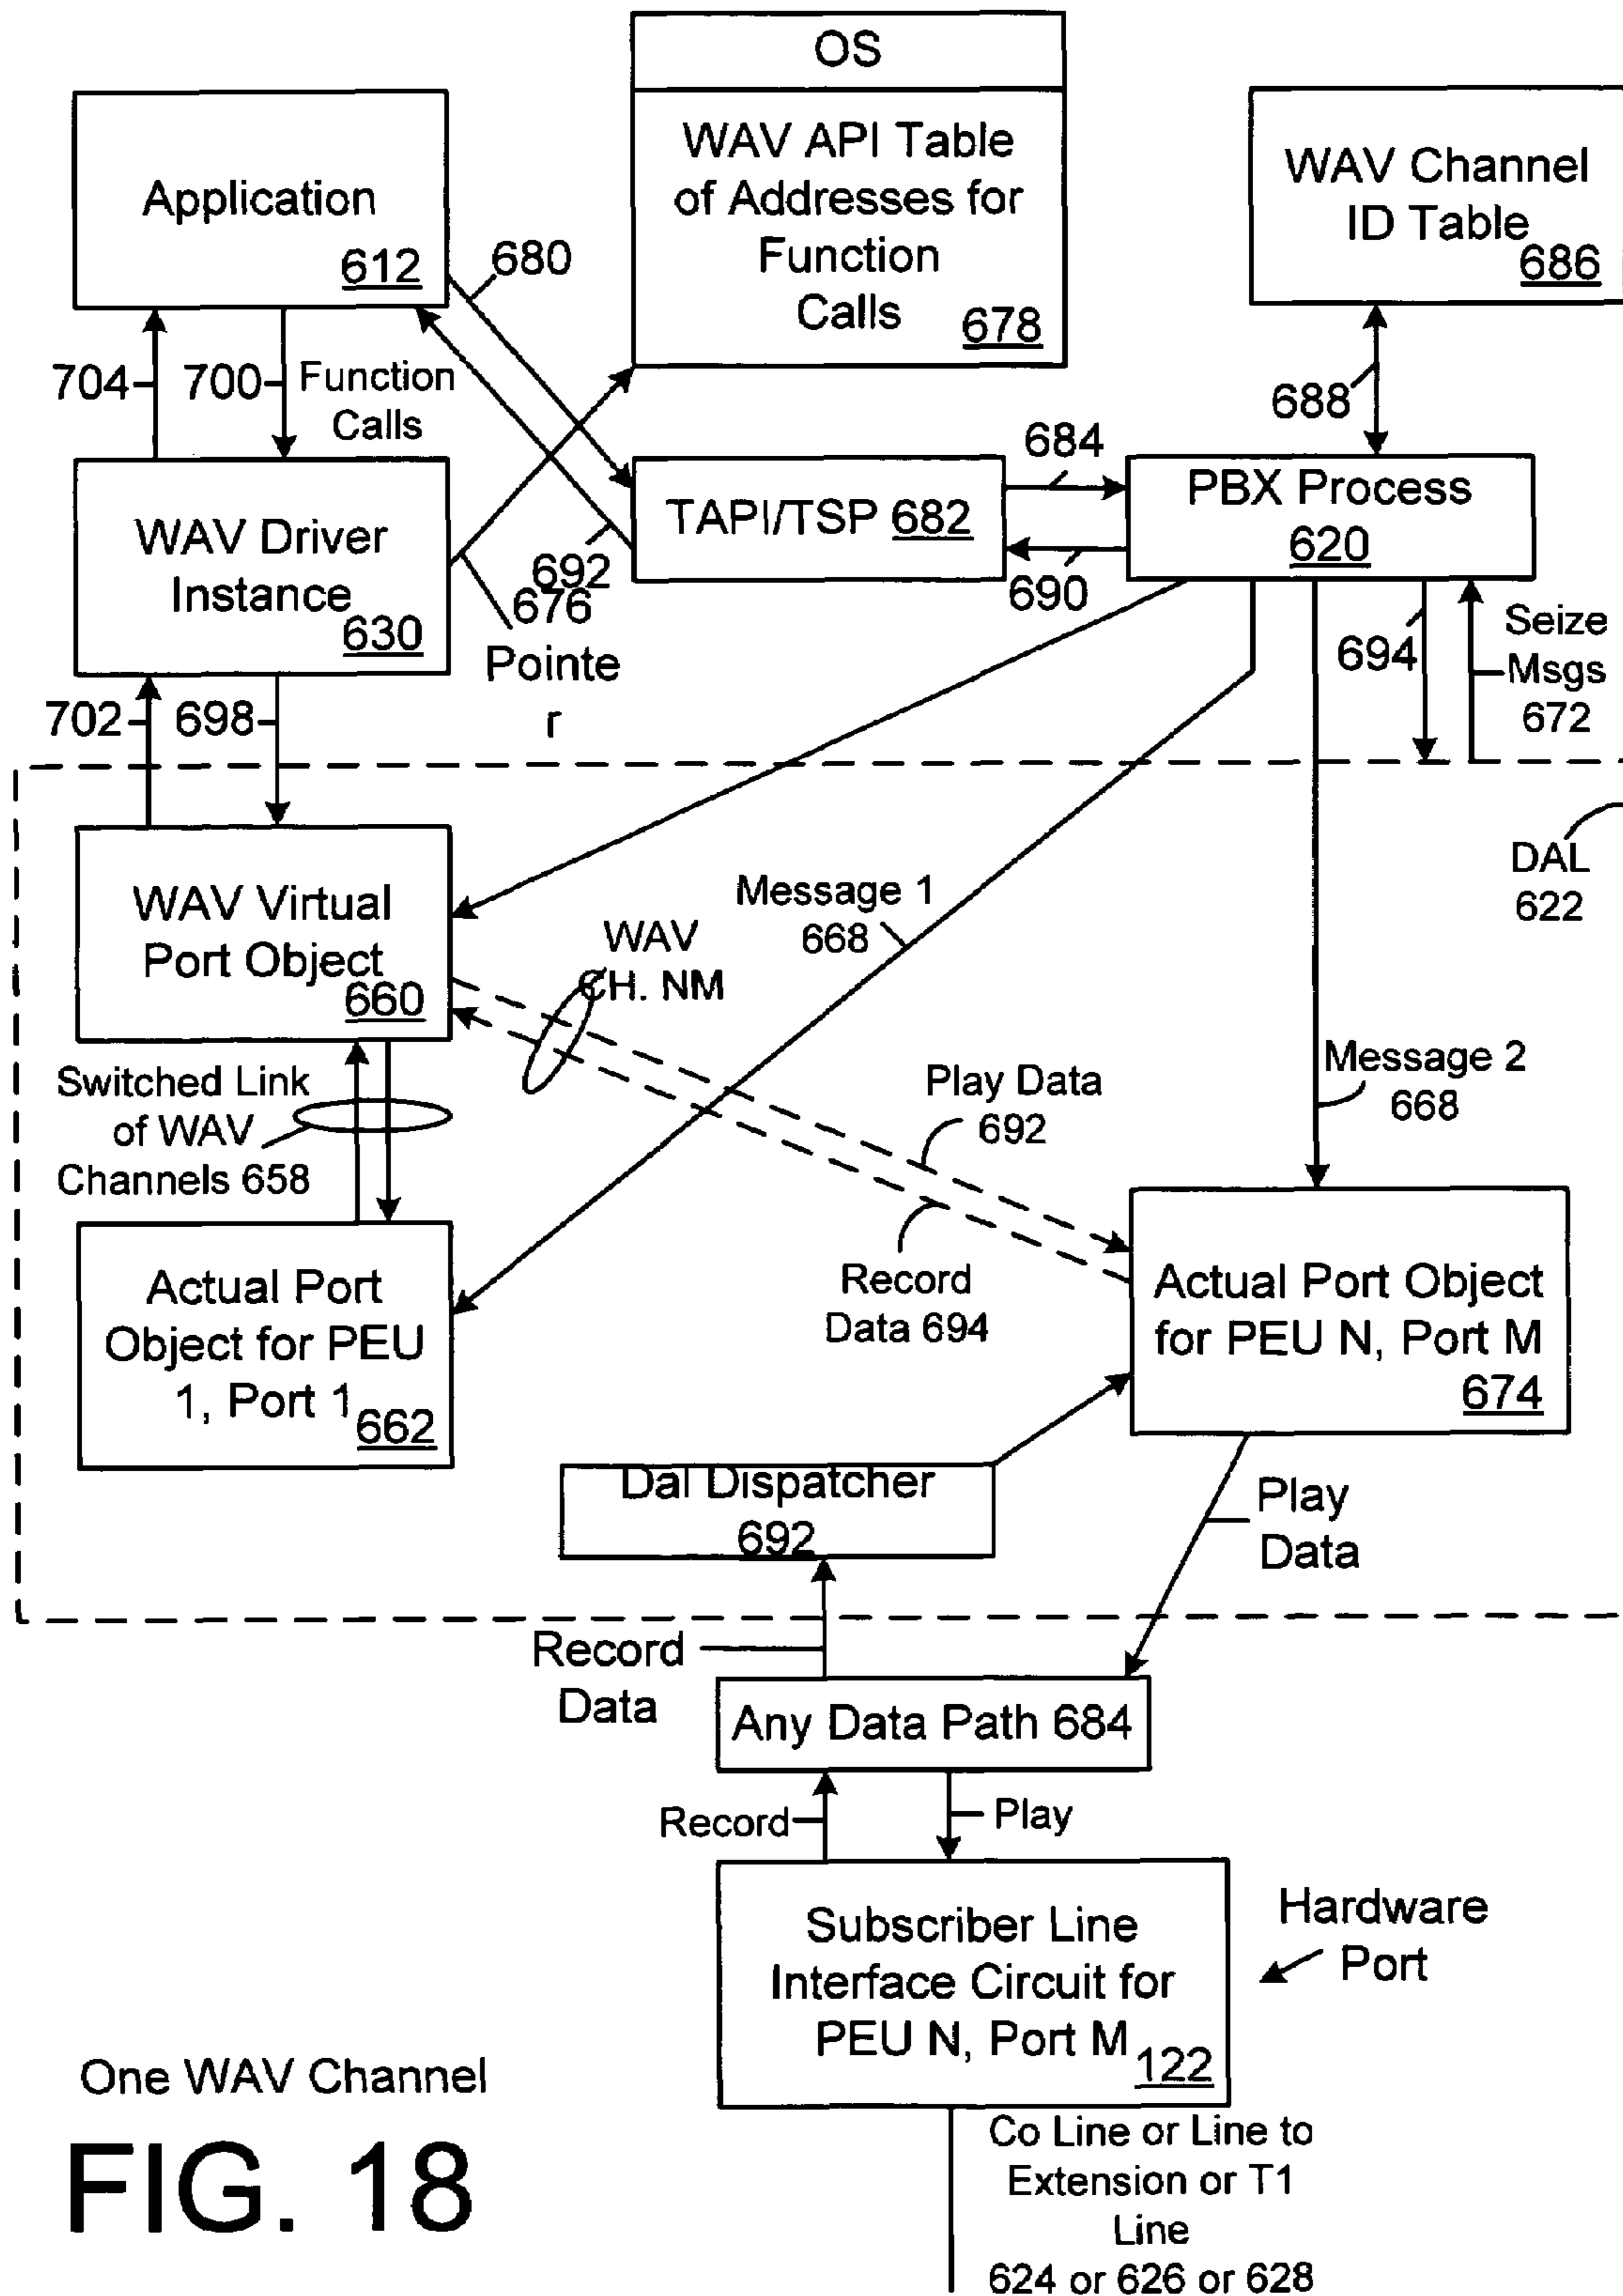 OS
WAV API Table
of Addresses for
Function
Calls
678
Application
612
WAV Channel
ID Table
686
680
704
700
Function
Calls
688
684
TAPI/TSP 682
PBX Process
620
690
WAV Driver
Instance
630
692
676
Pointe
r
694
Seize
Msgs
672
702
698
DAL
622
WAV Virtual
Port Object
660
WAV
CH. NM
Message 1
668
Message 2
668
Switched Link
of WAV
Channels 658
Play Data
692
Record
Data 694
Actual Port
Object for PEU
1, Port 1
662
Actual Port Object
for PEU N, Port M
674
Dal Dispatcher
692
Play
Data
Record
Data
Any Data Path 684
Record
Play
Subscriber Line
Interface Circuit for
PEU N, Port M
122
Hardware
Port
Co Line or Line to
Extension or T1
Line
624 or 626 or 628
One WAV Channel
FIG. 18